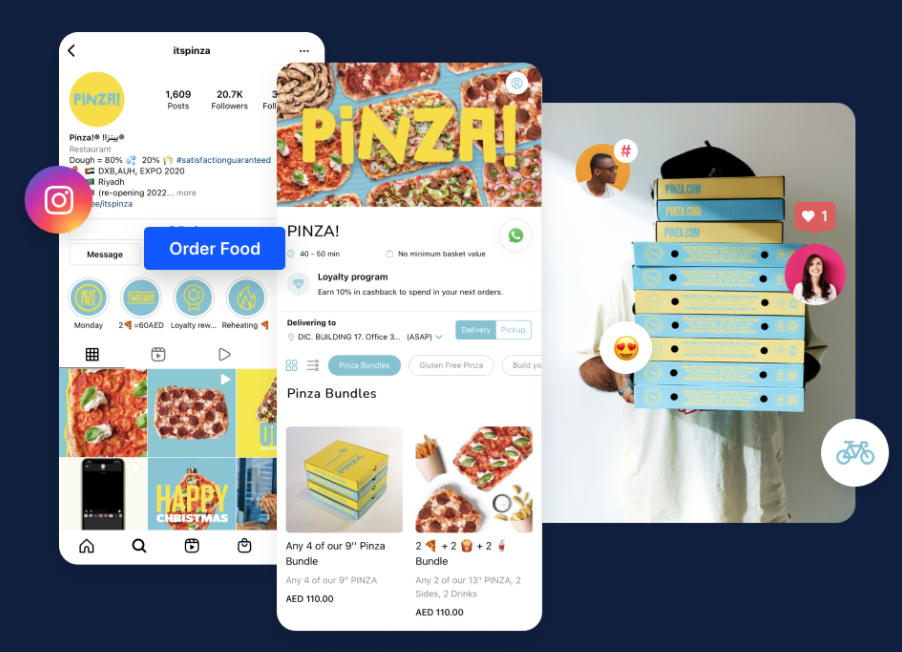 itspinza
...
PINZA!
1,609
20.7K
Posts
Followers
Pinza!® بينزا!!®
Restaurant
Dough = 80% 💦 20% #satisfactionguaranteed
DXB,AUH, EXPO 2020
Riyadh
(re-opening 2022... more
ee/itspinza
Message
Order Food
NEXT
FREE
TWOSDAY
Monday
2🍕=60AED
Loyalty rew...
Reheating 🍕
HAPPY
CHRISTMAS
PINZA!
PINZA!
40 - 50 min
No minimum basket value
Loyalty program
Earn 10% in cashback to spend in your next orders.
Delivering to
DIC. BUILDING 17. Office 3... (ASAP)
Delivery
Pickup
Pinza Bundles
Gluten Free Pinza
Build yo
Pinza Bundles
PINZA!
Any 4 of our 9'' Pinza
Bundle
Any 4 of our 9" PINZA
AED 110.00
2 🍕 + 2 🍟 + 2 🥤
Bundle
Any 2 of our 13" PINZA, 2
Sides, 2 Drinks
AED 110.00
#
PINZA.COM
PINZA.COM
PINZA.COM
1